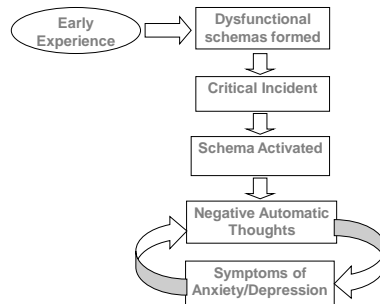 Early
Experience
Dysfunctional
schemas formed
Critical Incident
Schema Activated
Negative Automatic
Thoughts
Symptoms of
Anxiety/Depression